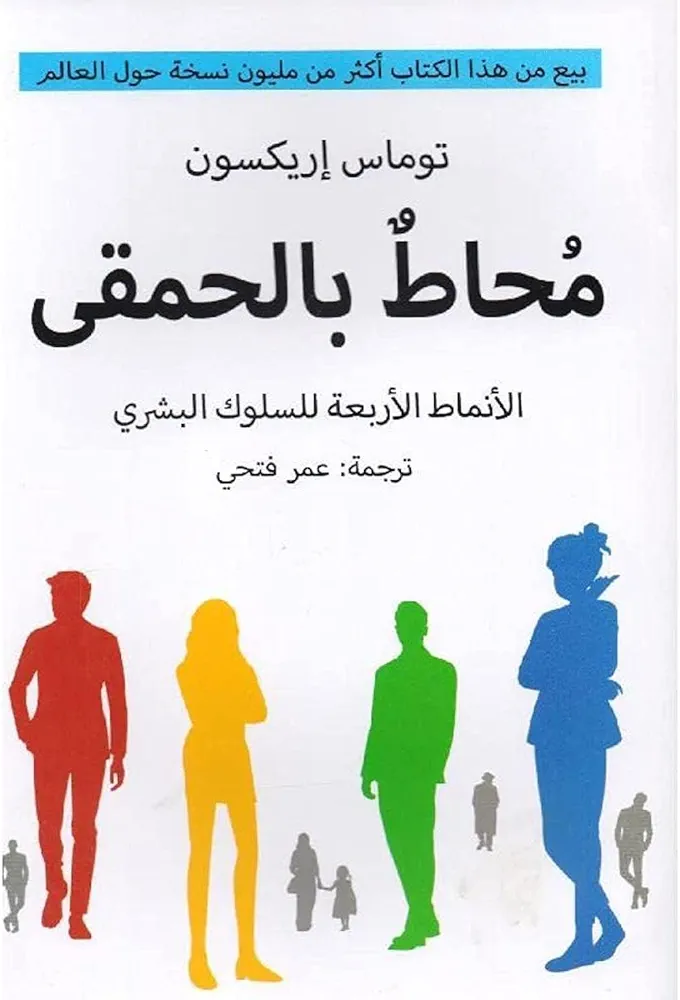 بيع من هذا الكتاب أكثر من مليون نسخة حول العالم
توماس إريكسون
مُحاطٌ بالحمقى
الأنماط الأربعة للسلوك البشري
ترجمة: عمر فتحي